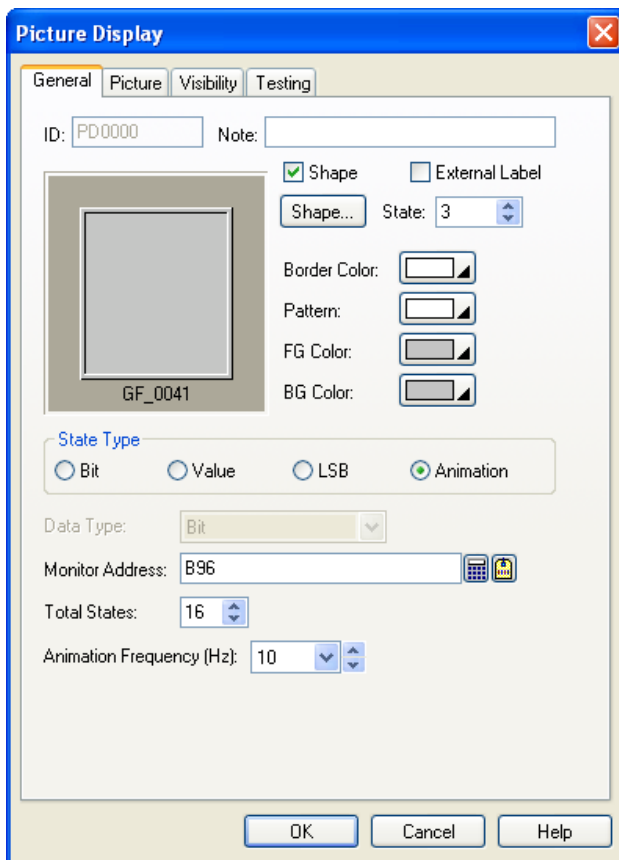 Picture Display
General Picture Visibility Testing
ID: PD0000 Note:
Shape External Label
Shape... State: 3
Border Color:
Pattern:
FG Color:
BG Color:
GF_0041
State Type
Bit Value LSB Animation
Data Type: Bit
Monitor Address: B96
Total States: 16
Animation Frequency (Hz): 10
OK Cancel Help